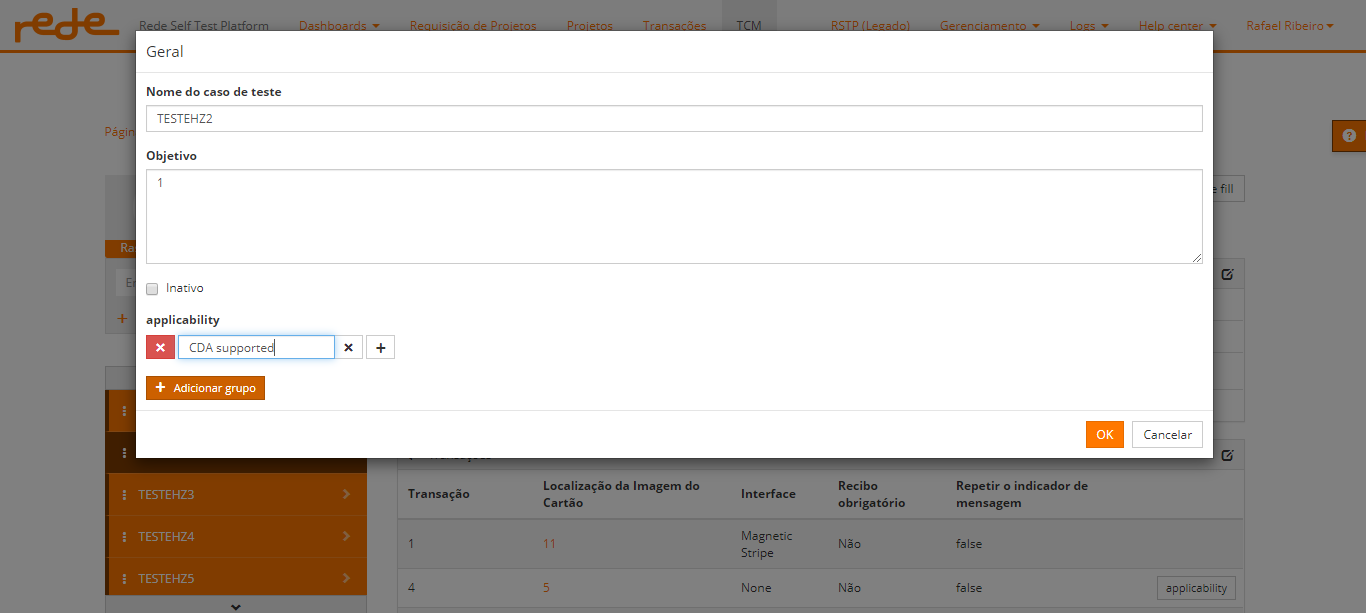 rede Rede Self Test Platform Dashboards Requisição de Projetos Projetos Transações TCM RSTP (Legado) Gerenciamento Logs Help center Rafael Ribeiro
Geral
Nome do caso de teste
TESTEHZ2
Objetivo
1
Inativo
applicability
CDA supported
+ Adicionar grupo
OK Cancelar
Págin
e fill
Ra
TESTEHZ3
TESTEHZ4
TESTEHZ5
Transação Localização da Imagem do Cartão Interface Recibo obrigatório Repetir o indicador de mensagem
1 11 Magnetic Stripe Não false
4 5 None Não false applicability